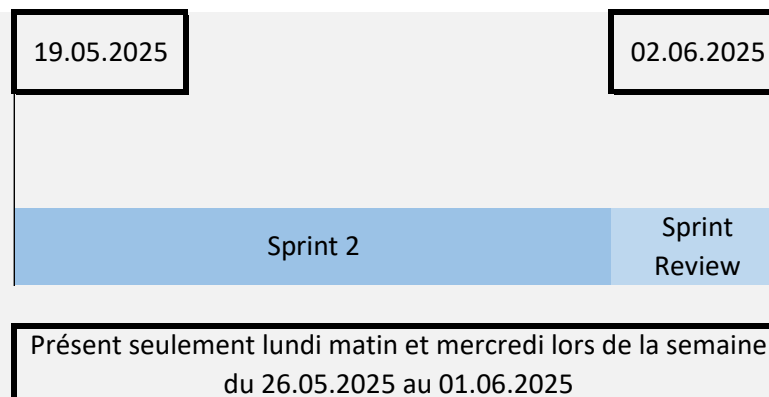 19.05.2025
02.06.2025
Sprint 2
Sprint
Review
Présent seulement lundi matin et mercredi lors de la semaine
du 26.05.2025 au 01.06.2025